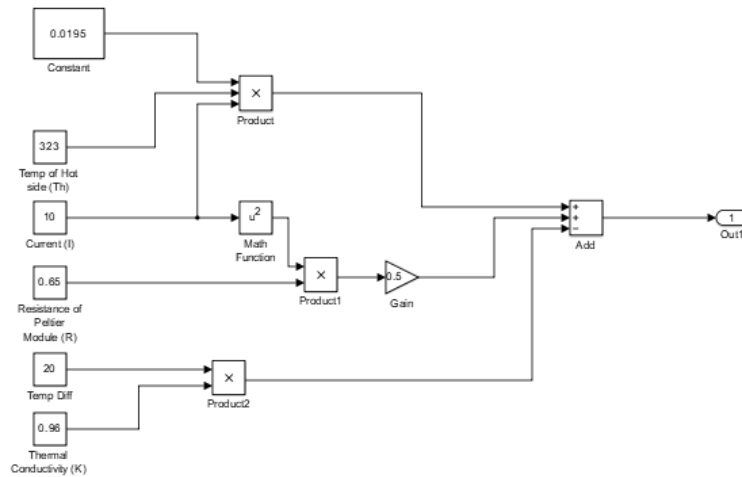 0.0195
Constant
×
Product
323
Temp of Hot
side (Th)
10
Current (I)
u²
Math
Function
+
+
−
Add
1
Out1
0.65
Resistance of
Peltier
Module (R)
×
Product1
0.5
Gain
20
Temp Diff
×
Product2
0.96
Thermal
Conductivity (K)